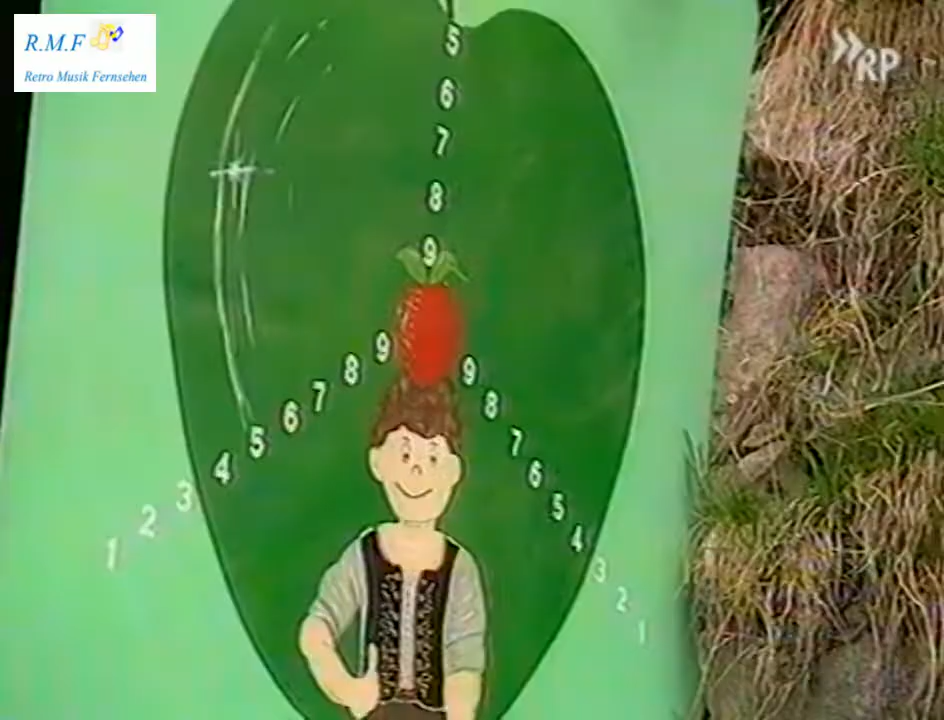 R.M.F
Retro Musik Fernsehen
RP
5
6
7
8
9
1 2 3 4 5 6 7 8 9
9 8 7 6 5 4 3 2 1